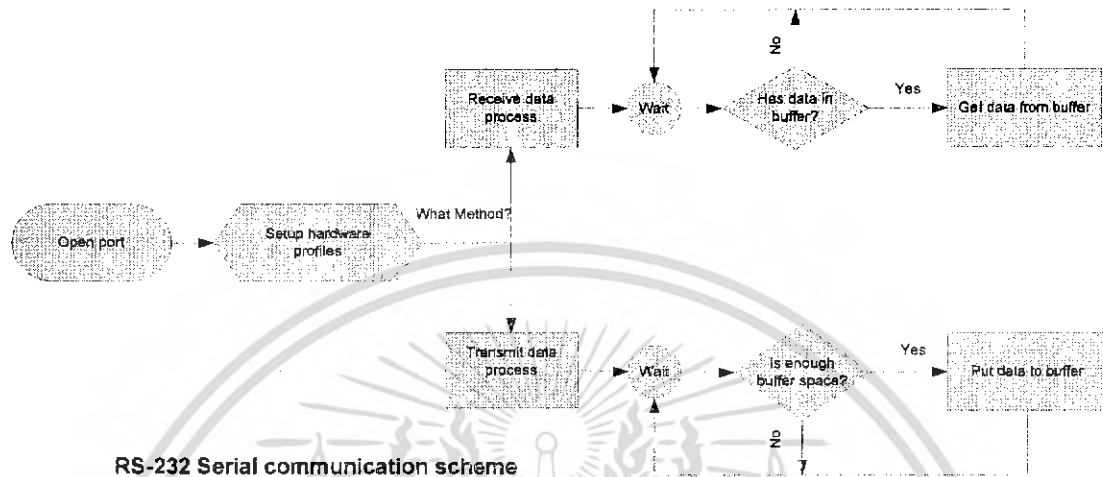 No
Receive data
process
Wait
Has data in
buffer?
Yes
Get data from buffer
What Method?
Open port
Setup hardware
profiles
Transmit data
process
Wait
Is enough
buffer space?
Yes
Put data to buffer
No
RS-232 Serial communication scheme